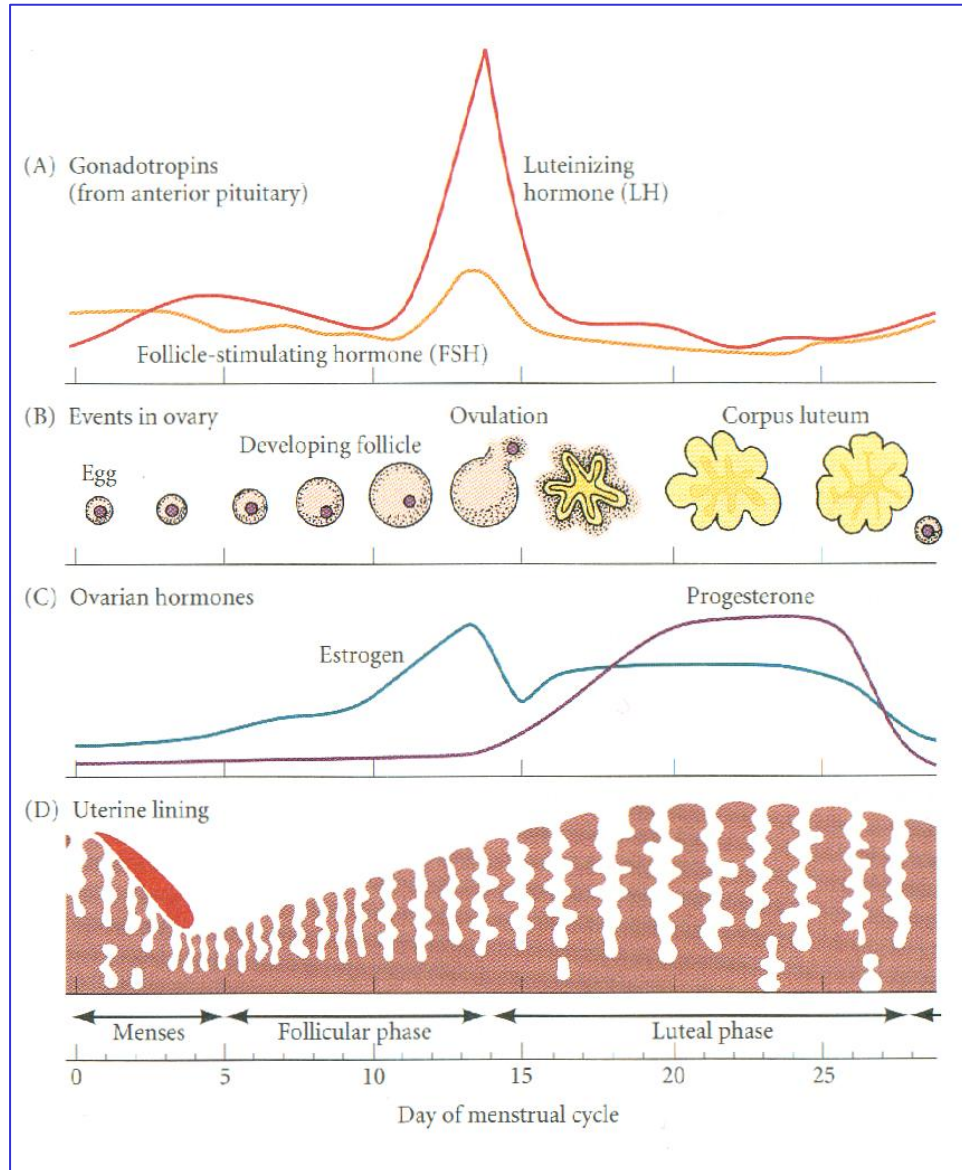 (A) Gonadotropins
(from anterior pituitary)
Luteinizing
hormone (LH)
Follicle-stimulating hormone (FSH)
(B) Events in ovary
Ovulation
Corpus luteum
Developing follicle
Egg
(C) Ovarian hormones
Progesterone
Estrogen
(D) Uterine lining
Menses
Follicular phase
Luteal phase
0 5 10 15 20 25
Day of menstrual cycle